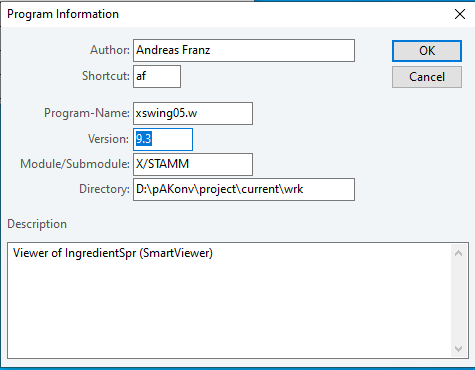 Program Information
Author: Andreas Franz
OK
Shortcut: af
Cancel
Program-Name: xswing05.w
Version: 9.3
Module/Submodule: X/STAMM
Directory: D:\pAKonv\project\current\wrk
Description
Viewer of IngredientSpr (SmartViewer)